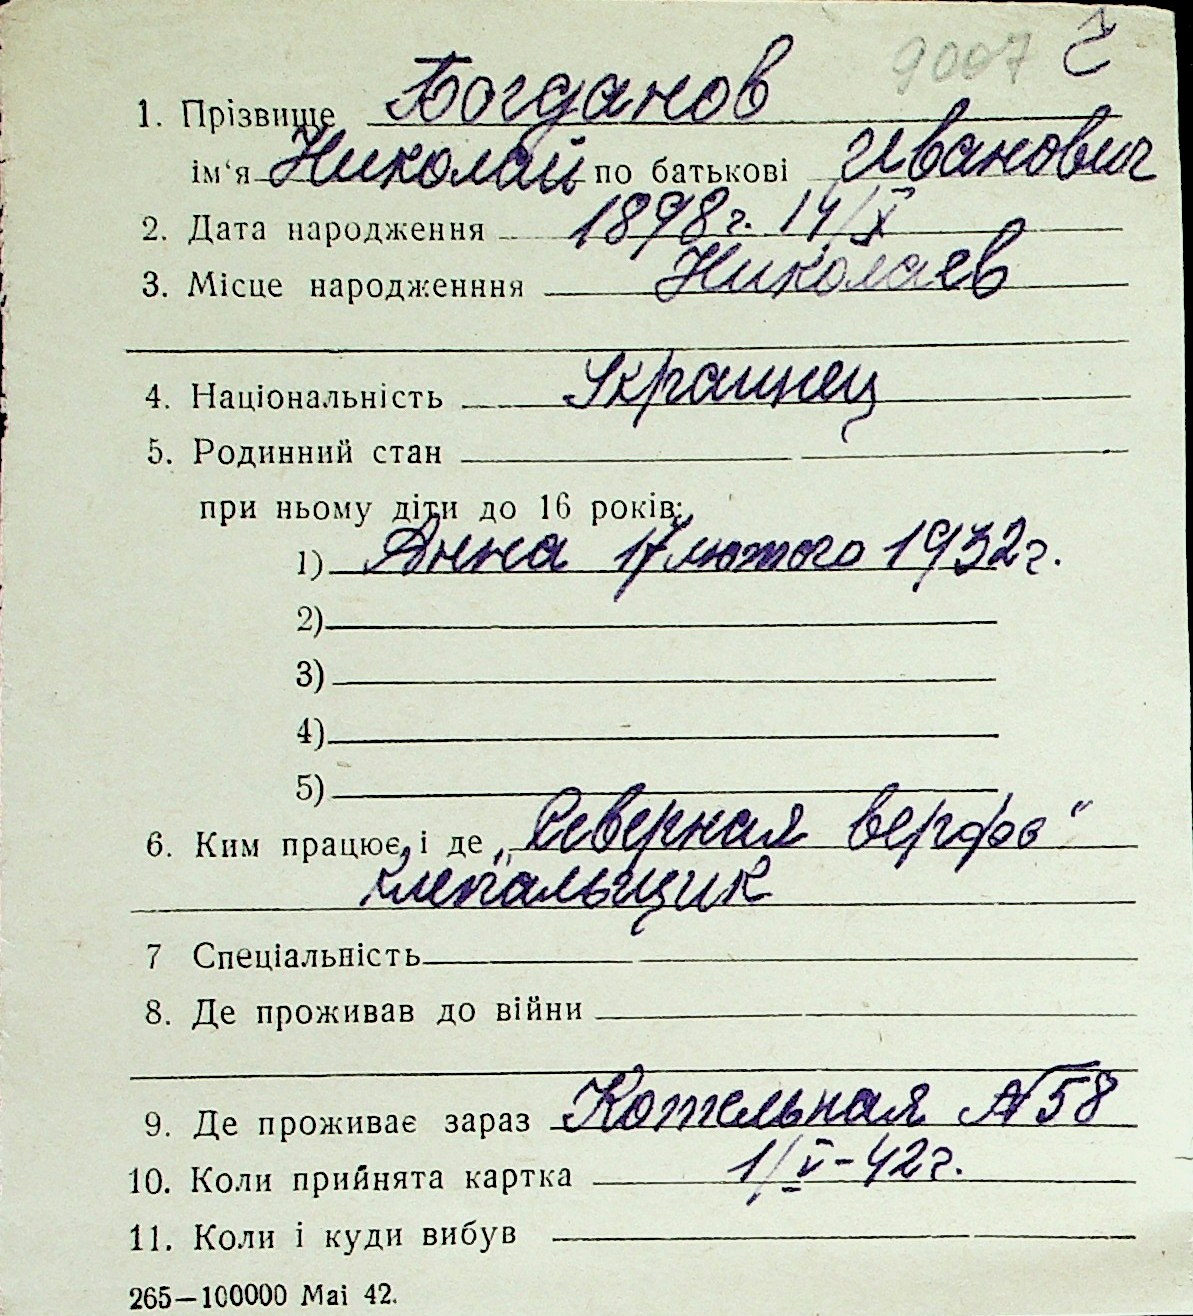 9007
1. Прізвище Богданов
ім'я Николай по батькові Иванович
2. Дата народження 1898г. 14/X
3. Місце народженння Николаев
4. Національність Украинец
5. Родинний стан
при ньому діти до 16 років:
1) Анна 17 лютого 1932г.
2)
3)
4)
5)
6. Ким працює, і де „Северная верфь"
клепальщик
7 Спеціальність
8. Де проживав до війни
9. Де проживає зараз Котельная №58
10. Коли прийнята картка 1/V-42г.
11. Коли і куди вибув
265—100000 Mai 42.